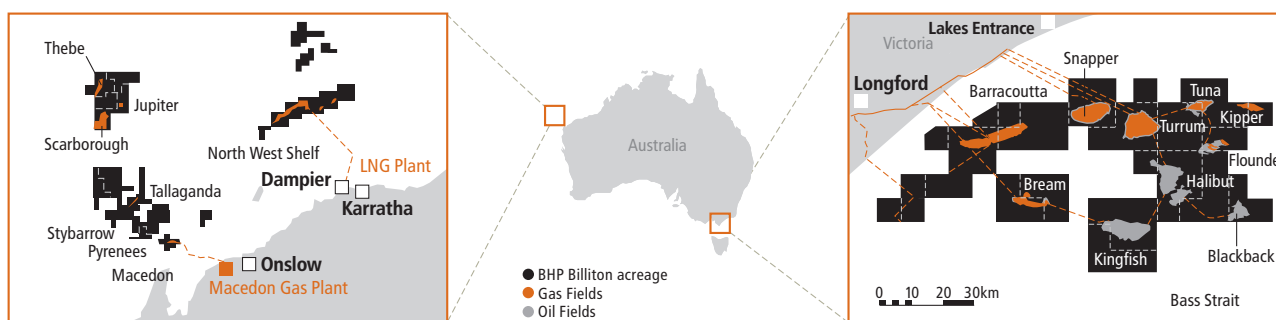 Thebe
Jupiter
Scarborough
North West Shelf
LNG Plant
Dampier
Karratha
Tallaganda
Stybarrow
Pyrenees
Macedon
Onslow
Macedon Gas Plant
Australia
BHP Billiton acreage
Gas Fields
Oil Fields
Lakes Entrance
Victoria
Snapper
Longford
Barracoutta
Tuna
Kipper
Turrum
Flounde
Halibut
Bream
Kingfish
Blackback
0 10 20 30km
Bass Strait